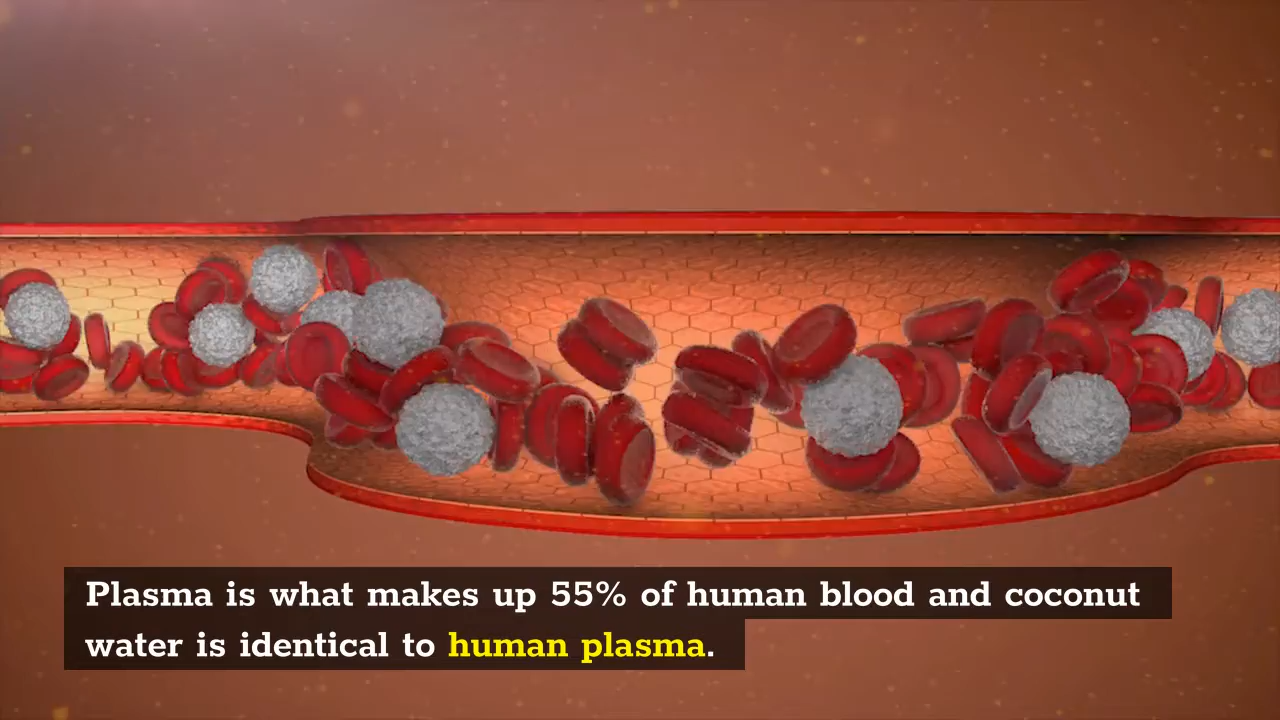 Plasma is what makes up 55% of human blood and coconut
water is identical to human plasma.